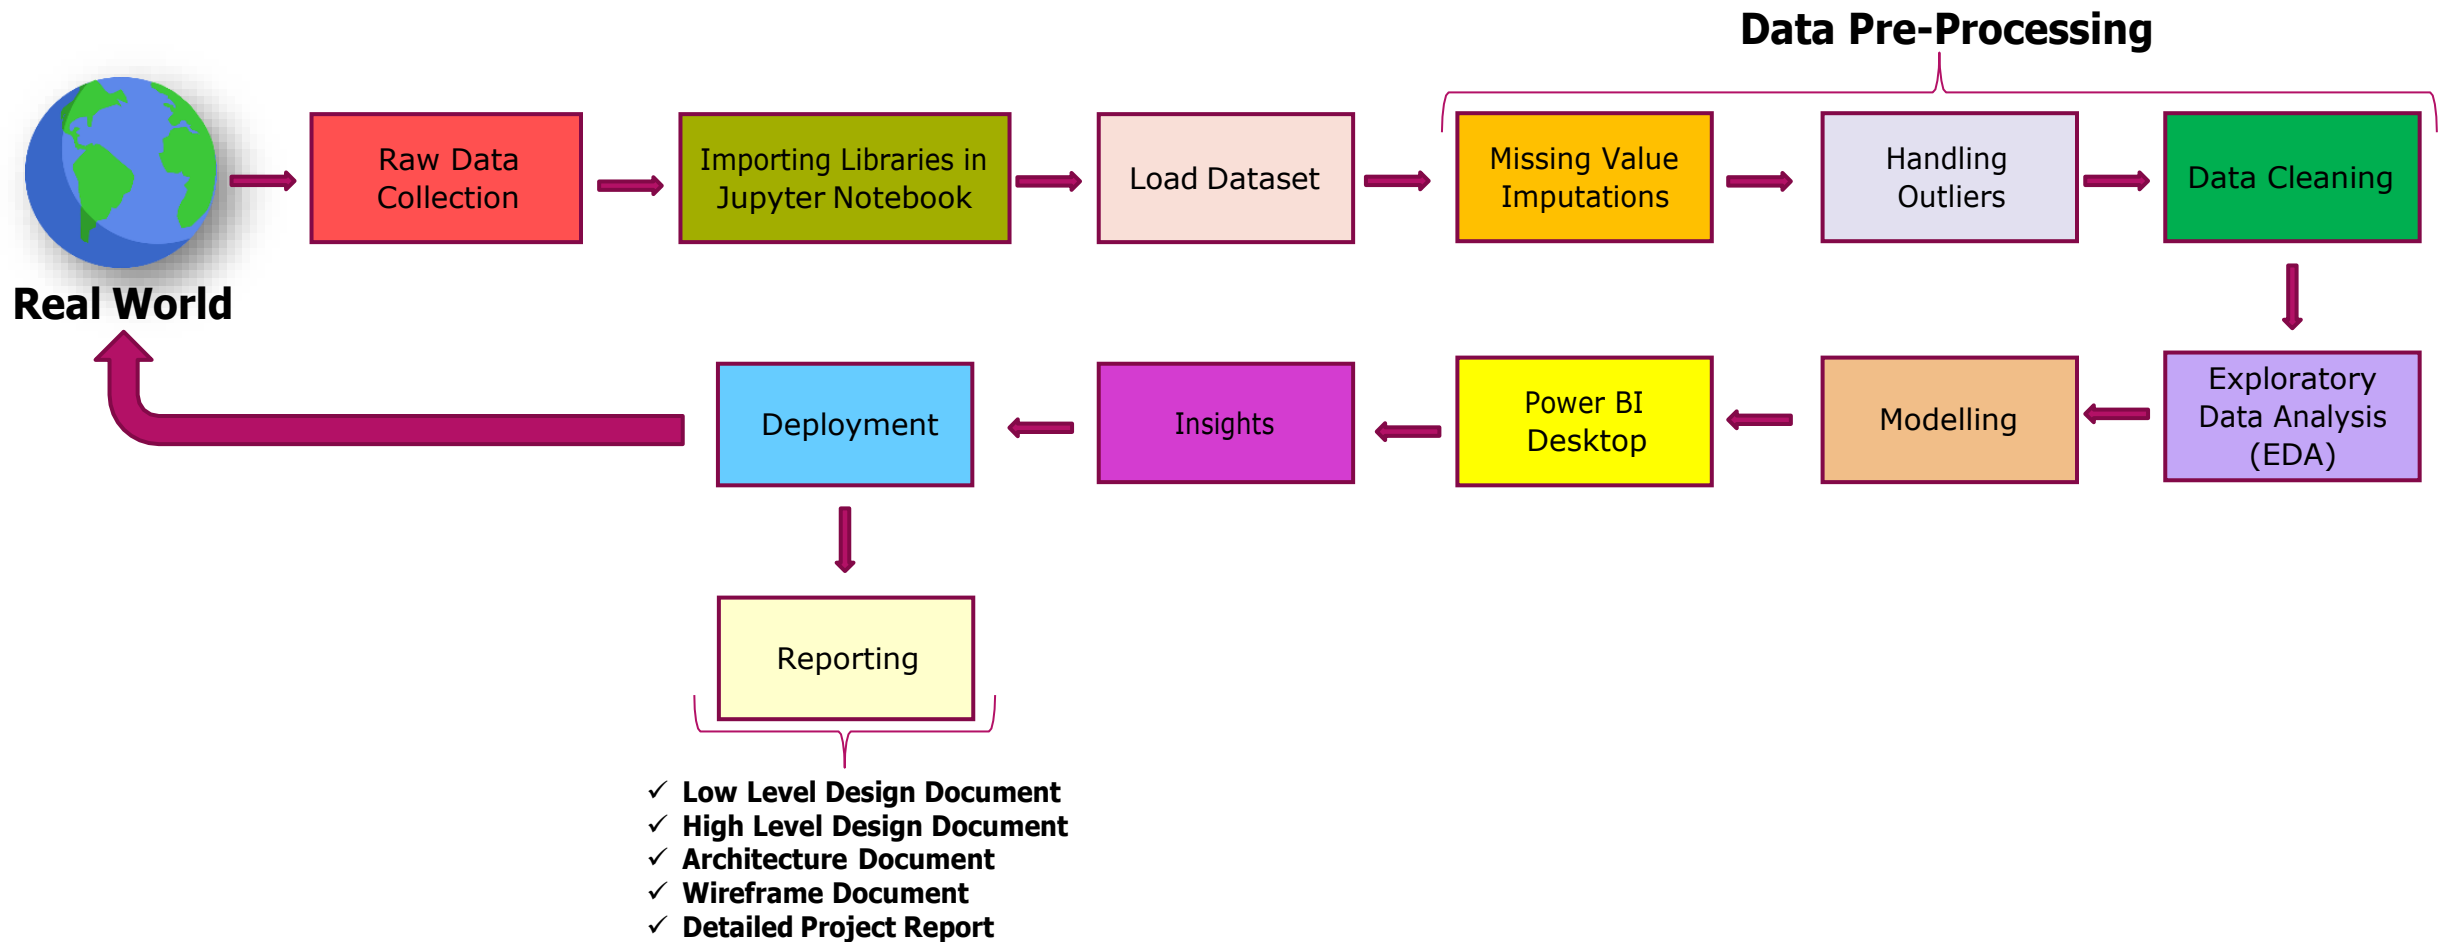 Data Pre-Processing
Raw Data
Collection
Importing Libraries in
Jupyter Notebook
Load Dataset
Missing Value
Imputations
Handling
Outliers
Data Cleaning
Real World
Deployment
Insights
Power BI
Desktop
Modelling
Exploratory
Data Analysis
(EDA)
Reporting
✓ Low Level Design Document
✓ High Level Design Document
✓ Architecture Document
✓ Wireframe Document
✓ Detailed Project Report